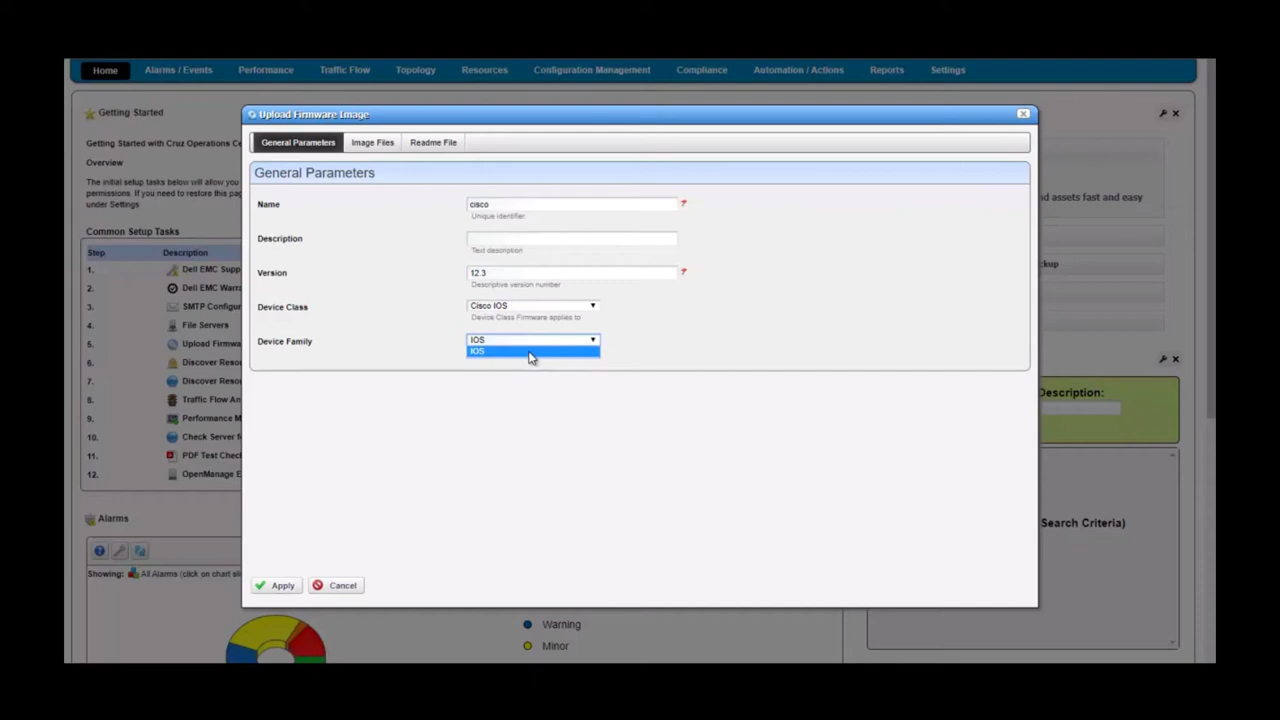 Home Alarms / Events Performance Traffic Flow Topology Resources Configuration Management Compliance Automation / Actions Reports Settings
Getting Started
Getting Started with Cruz Operations Ce
Overview
The initial setup tasks below will allow you
permissions. If you need to restore this pag
under Settings
Common Setup Tasks
Step Description
1. Dell EMC Supp
2. Dell EMC Warra
3. SMTP Configur
4. File Servers
5. Upload Firmwa
6. Discover Resou
7. Discover Resou
8. Traffic Flow An
9. Performance M
10. Check Server M
11. PDF Test Chec
12. OpenManage E
Alarms
Showing: All Alarms (click on chart sli
Upload Firmware Image
General Parameters Image Files Readme File
General Parameters
Name cisco
Unique identifier
Description
Text description
Version 12.3
Descriptive version number
Device Class Cisco IOS
Device Class Firmware applies to
Device Family IOS
IOS
Apply Cancel
nd assets fast and easy
ckup
Description:
Search Criteria)
Warning
Minor